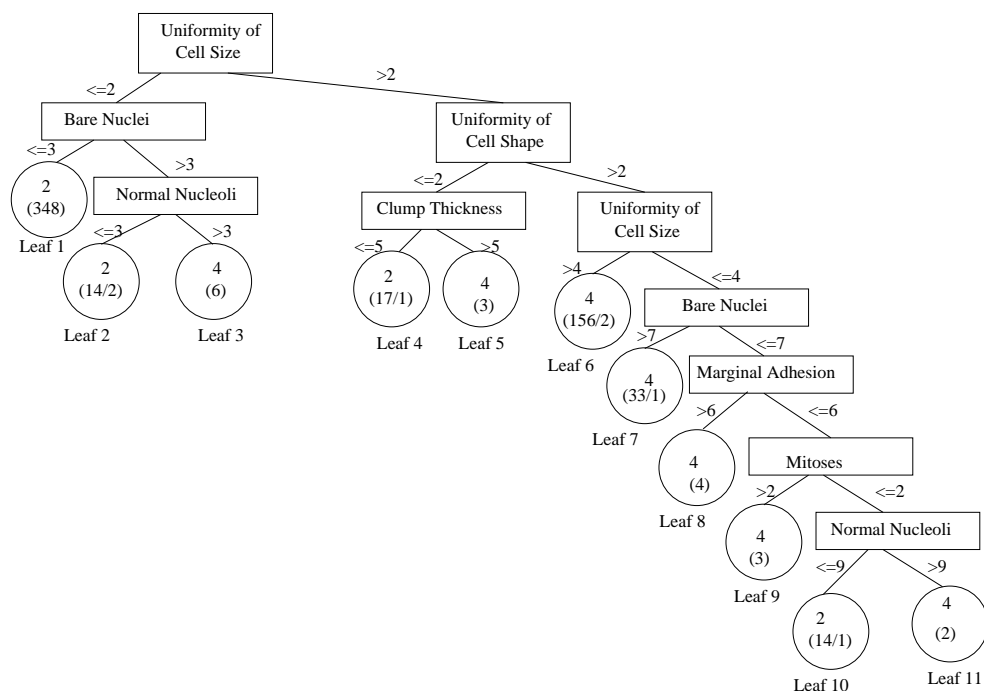 Uniformity of
Cell Size
<=2
>2
Bare Nuclei
Uniformity of
Cell Shape
<=3
>3
<=2
>2
2
(348)
Leaf 1
Normal Nucleoli
Clump Thickness
Uniformity of
Cell Size
<=3
>3
<=5
>5
>4
<=4
2
(14/2)
Leaf 2
4
(6)
Leaf 3
2
(17/1)
Leaf 4
4
(3)
Leaf 5
4
(156/2)
Leaf 6
Bare Nuclei
>7
<=7
4
(33/1)
Leaf 7
Marginal Adhesion
>6
<=6
4
(4)
Leaf 8
Mitoses
>2
<=2
4
(3)
Leaf 9
Normal Nucleoli
<=9
>9
2
(14/1)
Leaf 10
4
(2)
Leaf 11